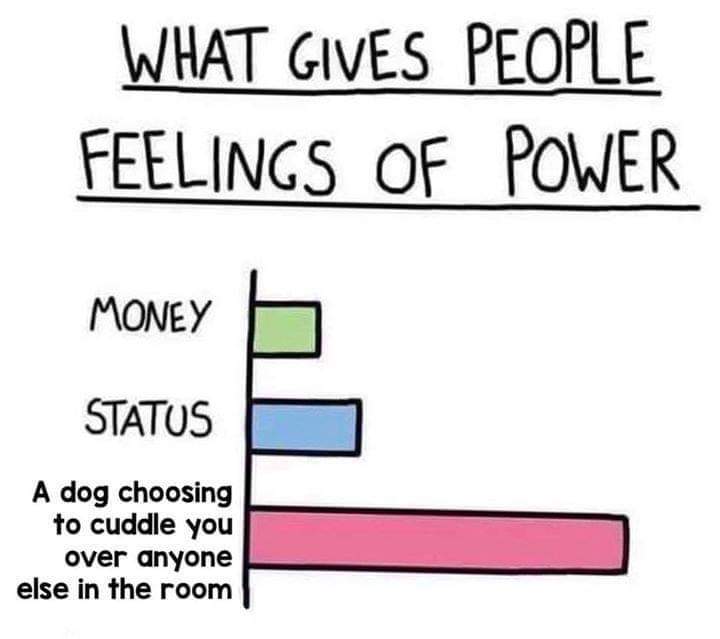 WHAT GIVES PEOPLE
FEELINGS OF POWER
MONEY
STATUS
A dog choosing
to cuddle you
over anyone
else in the room